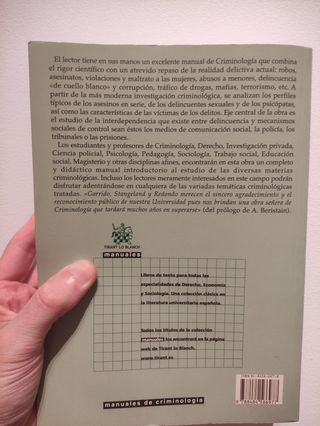 El lector tiene en sus manos un excelente manual de Criminología que combina
el rigor científico con un atrevido repaso de la realidad delictiva actual: robos,
asesinatos, violaciones y maltrato a las mujeres, abusos a menores, delincuencia
«de cuello blanco» y corrupción, tráfico de drogas, mafias, terrorismo, etc. A
partir de la más moderna investigación criminológica, se analizan los perfiles
típicos de los asesinos en serie, de los delincuentes sexuales y de los psicópatas,
así como las características de las víctimas de los delitos. Eje central de la obra es
el estudio de la interdependencia que existe entre delincuencia y mecanismos
sociales de control sean éstos los medios de comunicación social, la policía, los
tribunales o las prisiones.
Los estudiantes y profesores de Criminología, Derecho, Investigación privada,
Ciencia policial, Psicología, Pedagogía, Sociología, Trabajo social, Educación
social, Magisterio y otras disciplinas afines, encontrarán en esta obra un completo
y didáctico manual introductorio al estudio de las diversas materias
criminológicas. Incluso los lectores meramente interesados en este campo podrán
disfrutar adentrándose en cualquiera de las variadas temáticas criminológicas
tratadas. «Garrido, Stangeland y Redondo merecen el sincero agradecimiento y el
reconocimiento público de nuestra Universidad pues nos brindan una señera de
Criminología que tardará muchos años en superarse» (del prólogo de A. Beristain).
TIRANT LO BLANCH
manuales
Libros de texto para todas las
especialidades de Derecho, Economía
y Sociología. Una colección clásica en
la literatura universitaria española.
Todos los títulos de la colección
manuales los encontrará en la página
web de Tirant lo Blanch.
www.tirant.es
manuales de criminología